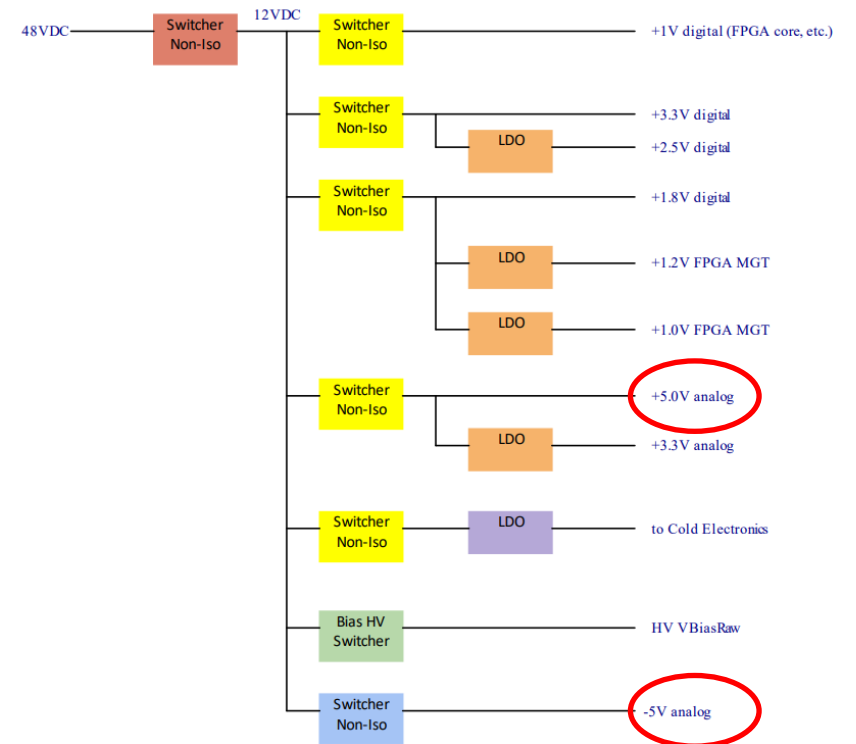 48VDC
Switcher
Non-Iso
12VDC
Switcher
Non-Iso
+1V digital (FPGA core, etc.)
Switcher
Non-Iso
+3.3V digital
LDO
+2.5V digital
Switcher
Non-Iso
+1.8V digital
LDO
+1.2V FPGA MGT
LDO
+1.0V FPGA MGT
Switcher
Non-Iso
+5.0V analog
LDO
+3.3V analog
Switcher
Non-Iso
LDO
to Cold Electronics
Bias HV
Switcher
HV VBiasRaw
Switcher
Non-Iso
-5V analog